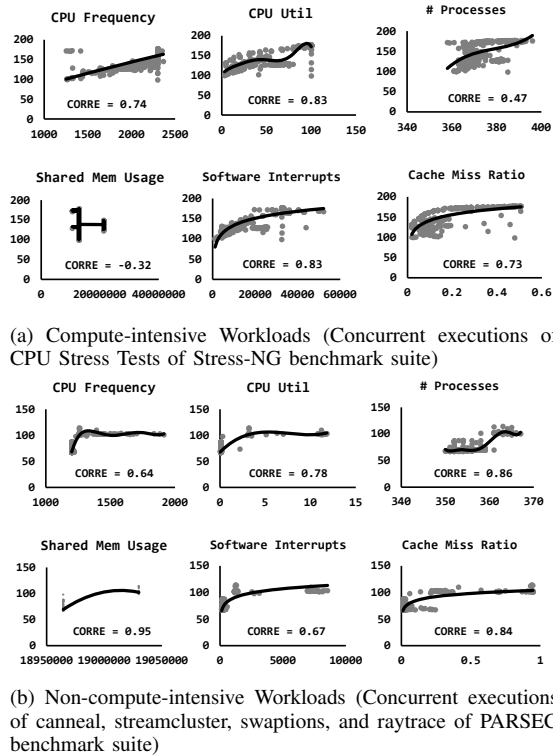 CPU Frequency
200
150
100
50
0
CORRE = 0.74
1000 1500 2000 2500
CPU Util
200
150
100
50
0
CORRE = 0.83
0 50 100 150
# Processes
200
150
100
50
0
CORRE = 0.47
340 360 380 400
Shared Mem Usage
200
150
100
50
0
CORRE = -0.32
0 20000000 40000000
Software Interrupts
200
150
100
50
0
CORRE = 0.83
0 20000 40000 60000
Cache Miss Ratio
200
150
100
50
0
CORRE = 0.73
0 0.2 0.4 0.6
(a) Compute-intensive Workloads (Concurrent executions of
CPU Stress Tests of Stress-NG benchmark suite)
CPU Frequency
150
100
50
0
CORRE = 0.64
1000 1500 2000
CPU Util
150
100
50
0
CORRE = 0.78
0 5 10 15
# Processes
150
100
50
0
CORRE = 0.86
340 350 360 370
Shared Mem Usage
150
100
50
0
CORRE = 0.95
18950000 19000000 19050000
Software Interrupts
150
100
50
0
CORRE = 0.67
0 5000 10000
Cache Miss Ratio
150
100
50
0
CORRE = 0.84
0 0.5 1
(b) Non-compute-intensive Workloads (Concurrent executions
of canneal, streamcluster, swaptions, and raytrace of PARSEC
benchmark suite)